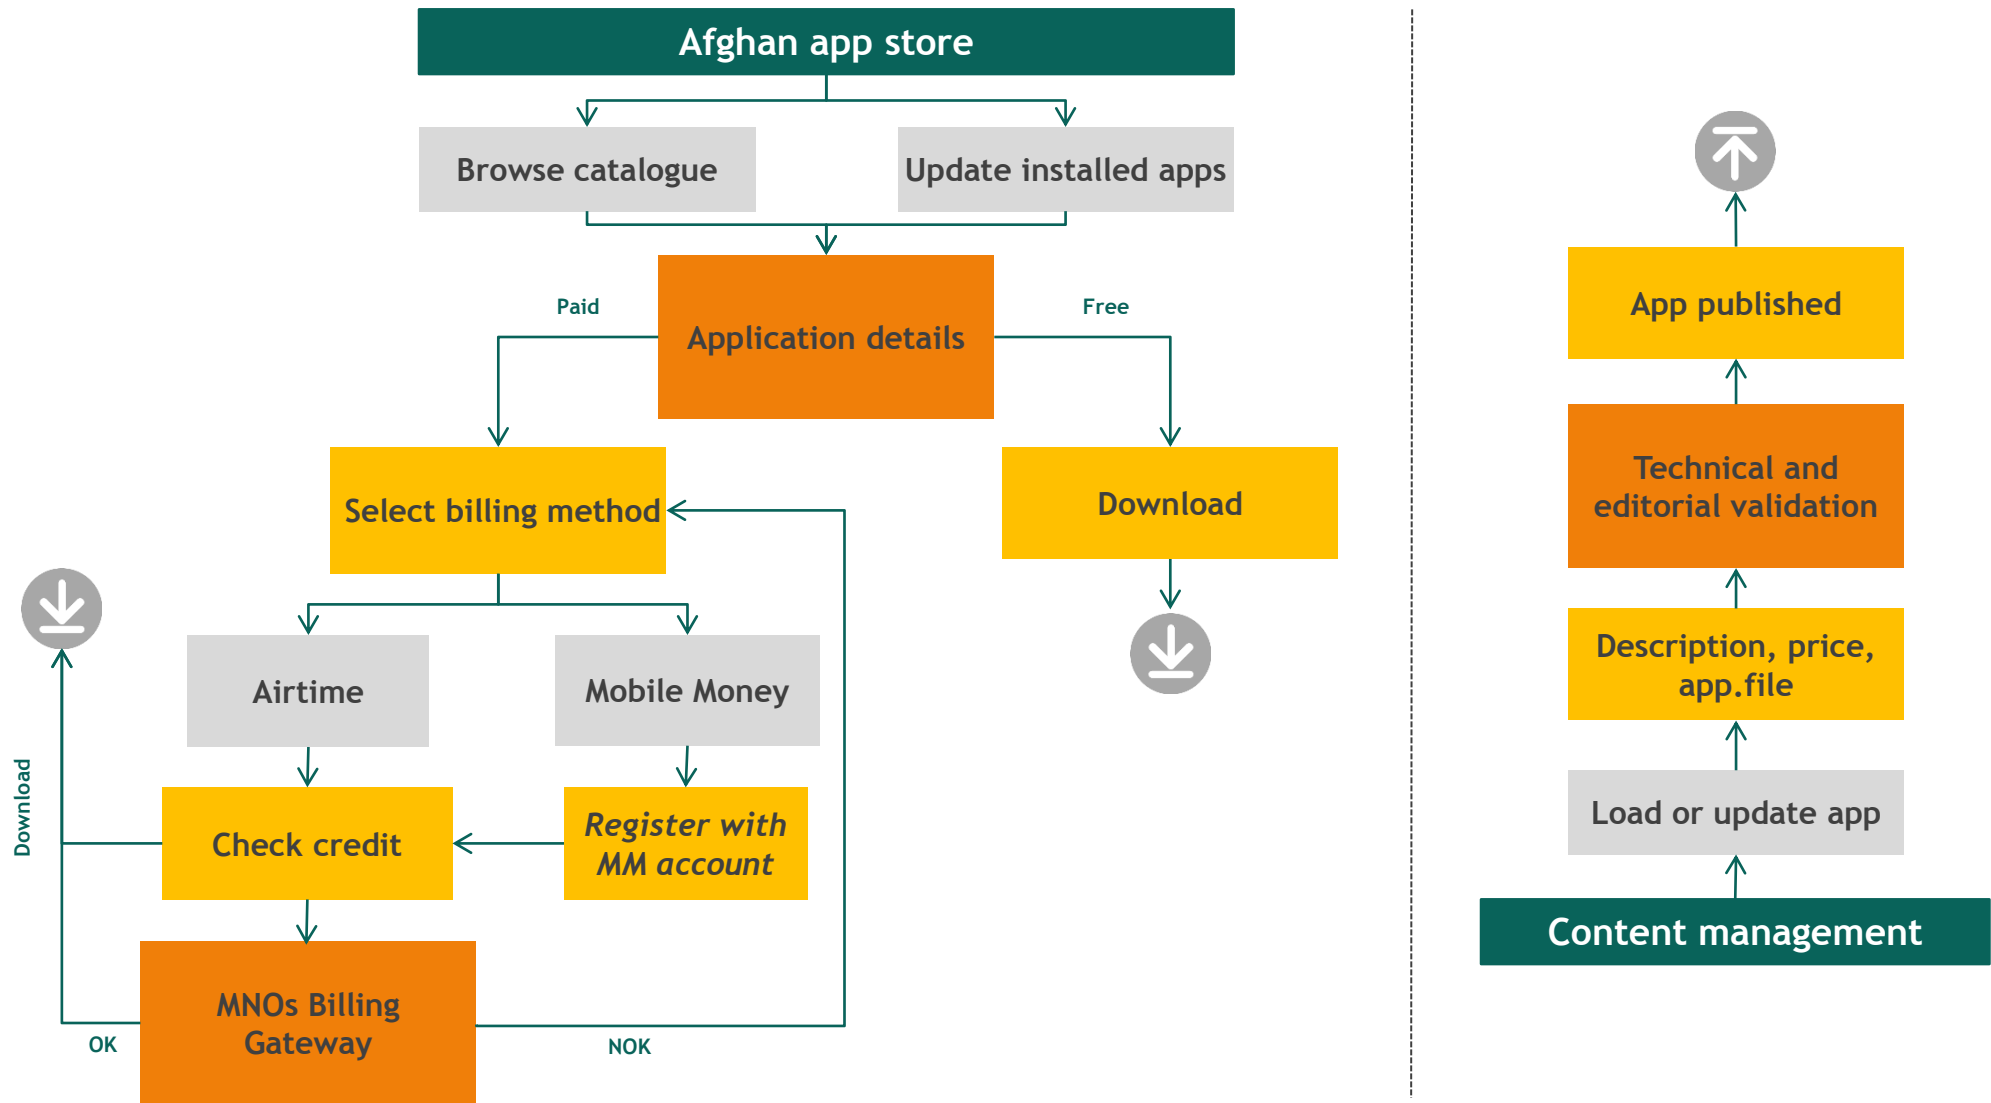 Afghan app store
Browse catalogue
Update installed apps
Paid
Free
Application details
Select billing method
Download
Airtime
Mobile Money
Download
Check credit
Register with
MM account
MNOs Billing
Gateway
OK
NOK
App published
Technical and
editorial validation
Description, price,
app.file
Load or update app
Content management